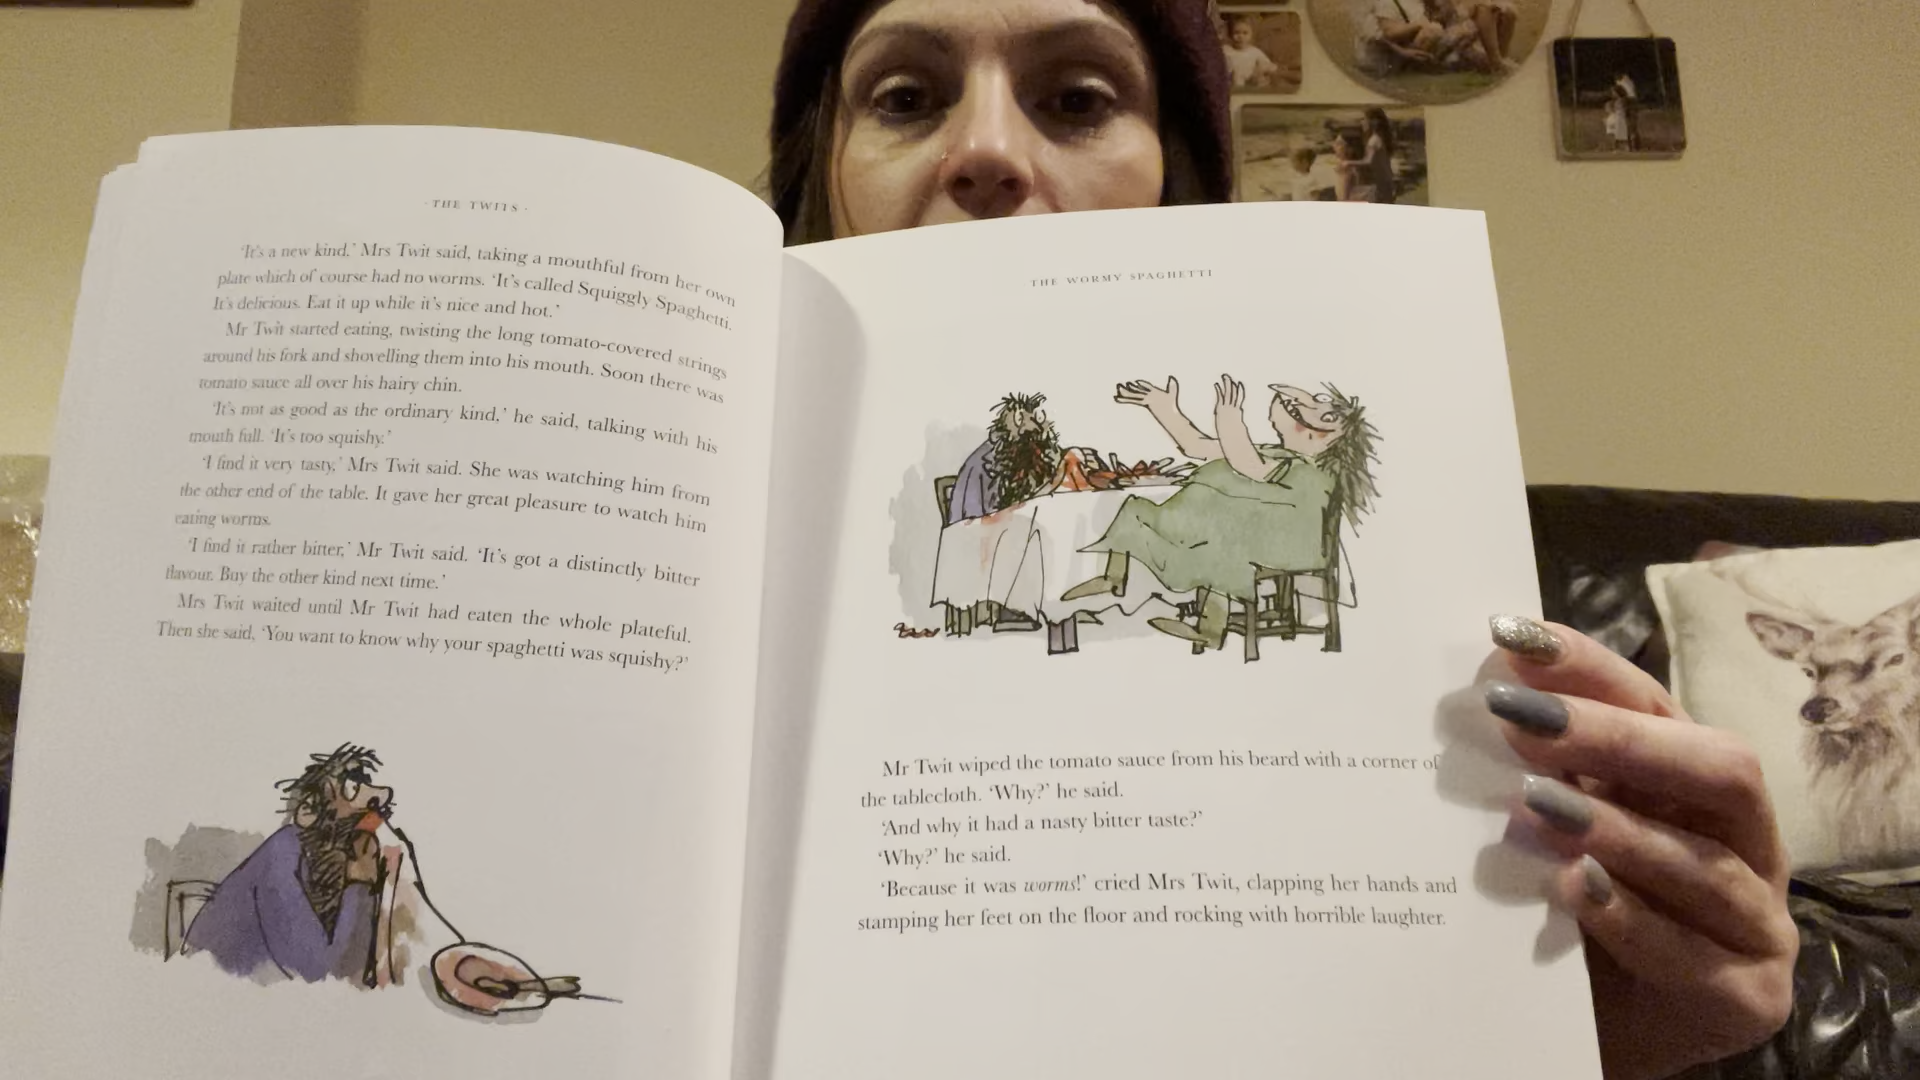 · THE TWITS ·
‘It’s a new kind,’ Mrs Twit said, taking a mouthful from her own
plate which of course had no worms. ‘It’s called Squiggly Spaghetti.
It’s delicious. Eat it up while it’s nice and hot.’
Mr Twit started eating, twisting the long tomato-covered strings
around his fork and shovelling them into his mouth. Soon there was
tomato sauce all over his hairy chin.
‘It’s not as good as the ordinary kind,’ he said, talking with his
mouth full. ‘It’s too squishy.’
‘I find it very tasty,’ Mrs Twit said. She was watching him from
the other end of the table. It gave her great pleasure to watch him
eating worms.
‘I find it rather bitter,’ Mr Twit said. ‘It’s got a distinctly bitter
flavour. Buy the other kind next time.’
Mrs Twit waited until Mr Twit had eaten the whole plateful.
Then she said, ‘You want to know why your spaghetti was squishy?’
THE WORMY SPAGHETTI
Mr Twit wiped the tomato sauce from his beard with a corner of
the tablecloth. ‘Why?’ he said.
‘And why it had a nasty bitter taste?’
‘Why?’ he said.
‘Because it was worms!’ cried Mrs Twit, clapping her hands and
stamping her feet on the floor and rocking with horrible laughter.